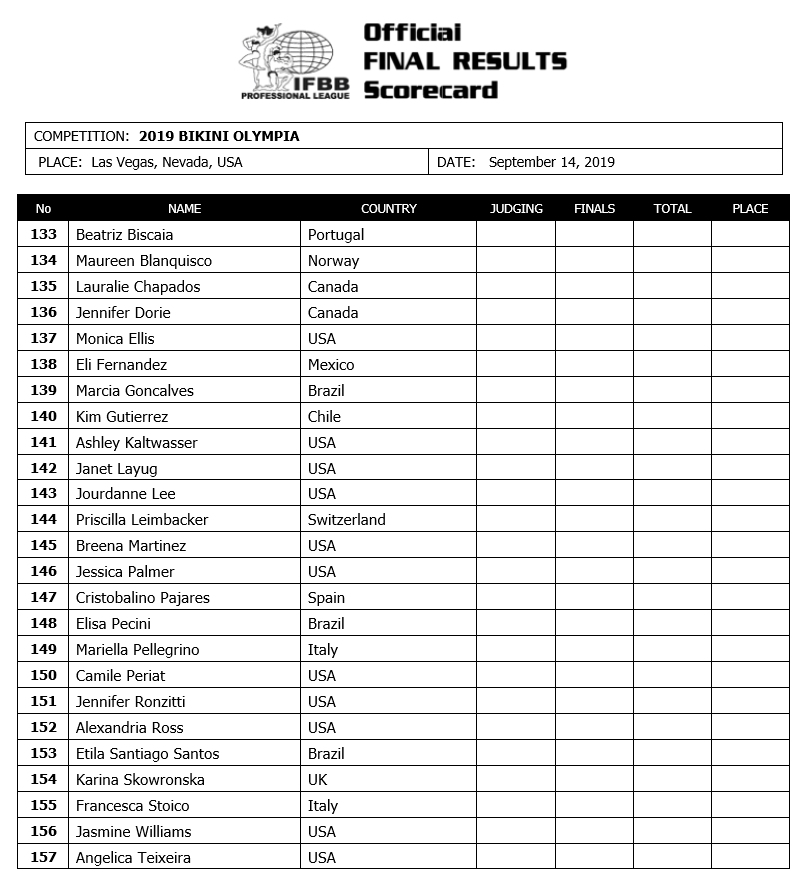 Official
FINAL RESULTS
Scorecard
IFBB
PROFESSIONAL LEAGUE
COMPETITION: 2019 BIKINI OLYMPIA
PLACE: Las Vegas, Nevada, USA DATE: September 14, 2019
No NAME COUNTRY JUDGING FINALS TOTAL PLACE
133 Beatriz Biscaia Portugal
134 Maureen Blanquisco Norway
135 Lauralie Chapados Canada
136 Jennifer Dorie Canada
137 Monica Ellis USA
138 Eli Fernandez Mexico
139 Marcia Goncalves Brazil
140 Kim Gutierrez Chile
141 Ashley Kaltwasser USA
142 Janet Layug USA
143 Jourdanne Lee USA
144 Priscilla Leimbacker Switzerland
145 Breena Martinez USA
146 Jessica Palmer USA
147 Cristobalino Pajares Spain
148 Elisa Pecini Brazil
149 Mariella Pellegrino Italy
150 Camile Periat USA
151 Jennifer Ronzitti USA
152 Alexandria Ross USA
153 Etila Santiago Santos Brazil
154 Karina Skowronska UK
155 Francesca Stoico Italy
156 Jasmine Williams USA
157 Angelica Teixeira USA